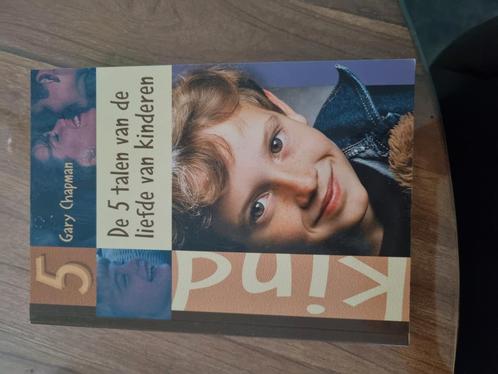 5
Gary Chapman
De 5 talen van de
liefde van kinderen
kind